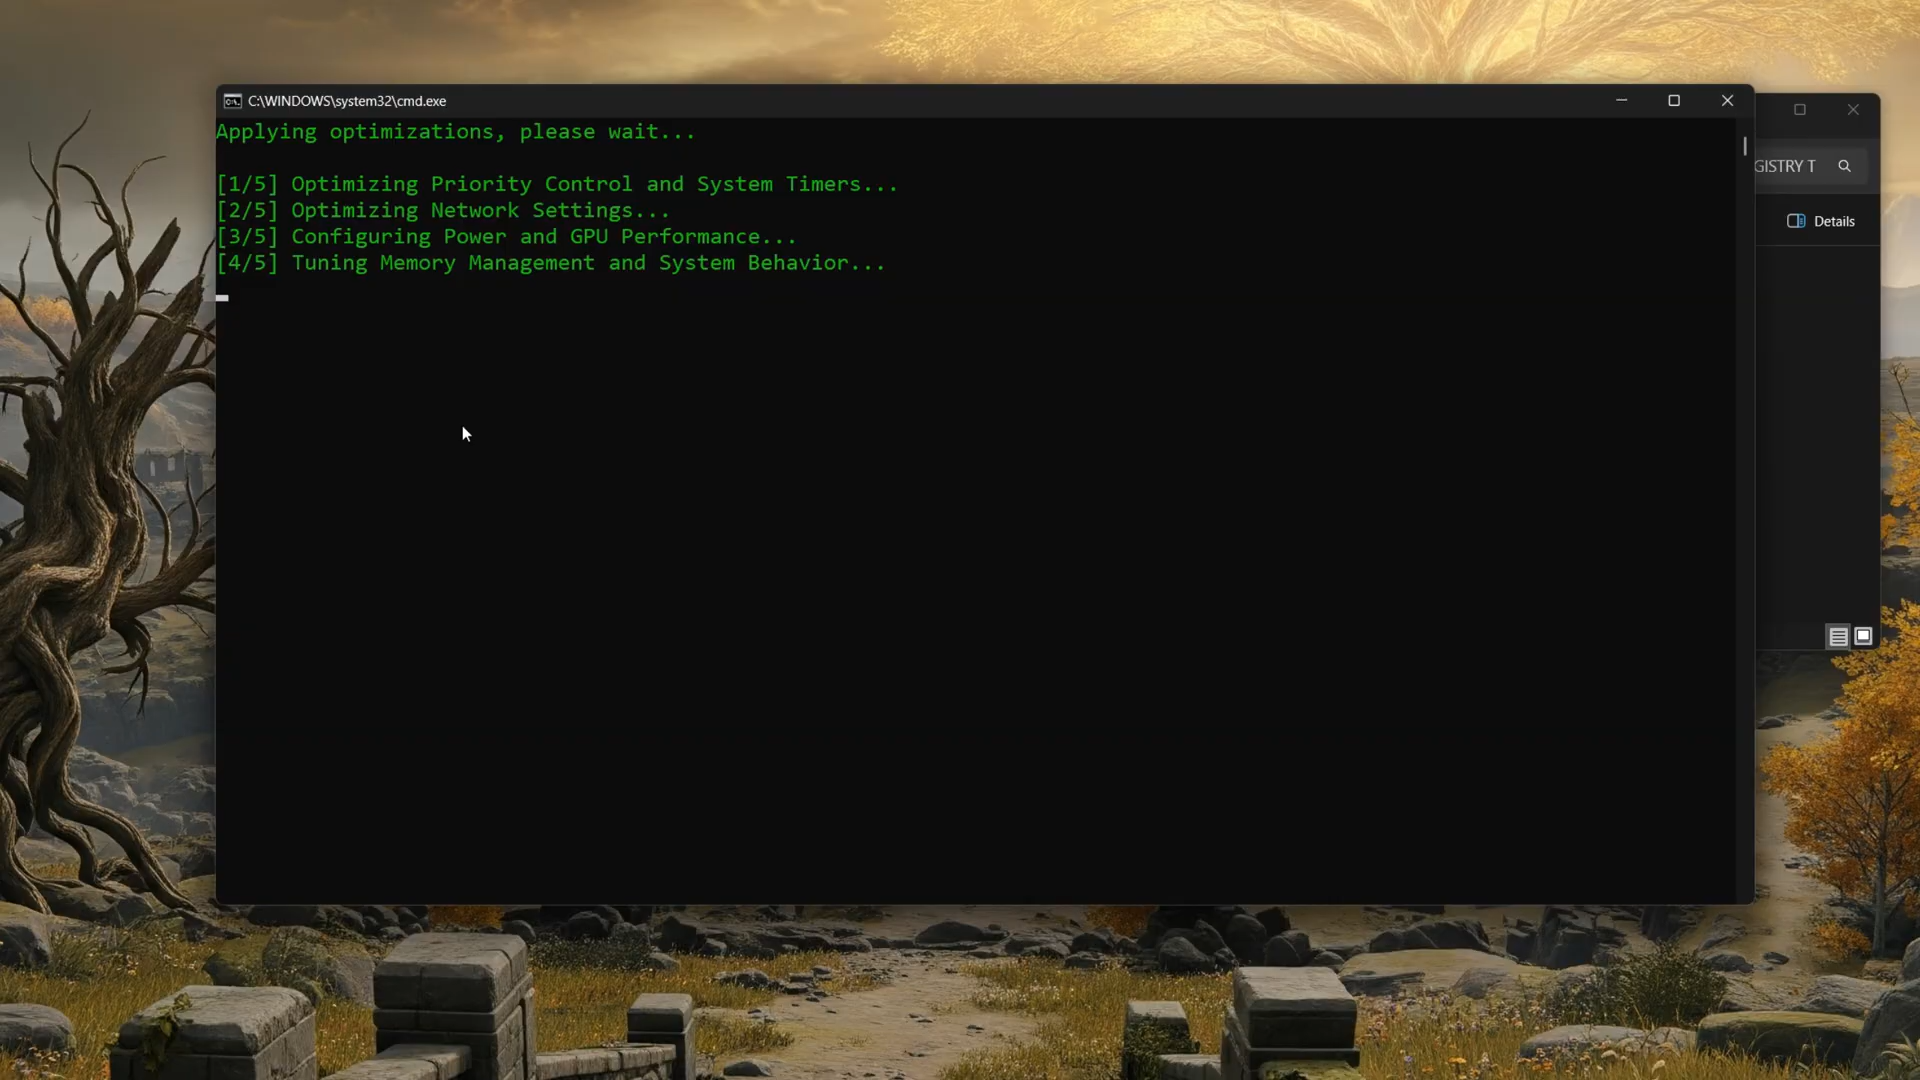 C:\WINDOWS\system32\cmd.exe
Applying optimizations, please wait...
[1/5] Optimizing Priority Control and System Timers...
[2/5] Optimizing Network Settings...
[3/5] Configuring Power and GPU Performance...
[4/5] Tuning Memory Management and System Behavior...
GISTRY T
Details